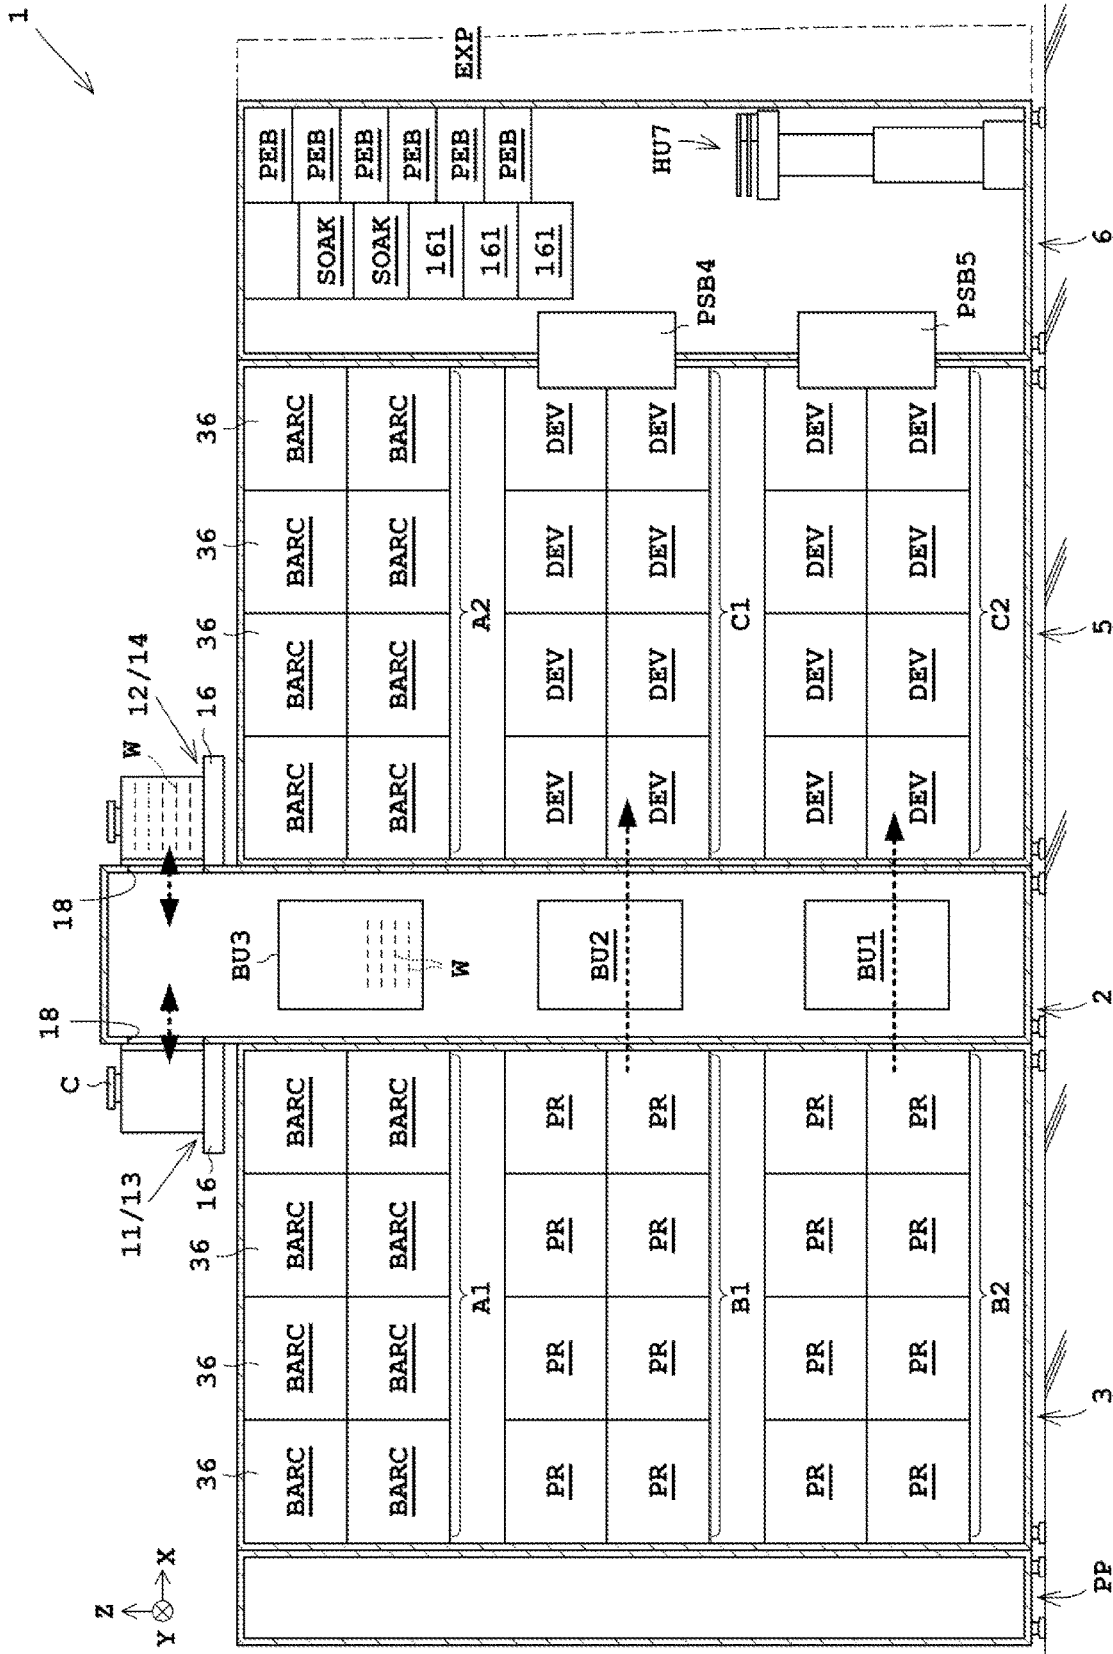 1
C
18
18
Z
11/13
W
12/14
Y
X
36
36
36
16
16
36
36
36
BU3
PEB
BARC BARC BARC BARC
BARC BARC BARC BARC
PEB
SOAK
PEB
SOAK
BARC BARC BARC BARC
BARC BARC BARC BARC
PEB
161
PEB
W
EXP
A1
A2
161
PEB
161
PR PR PR PR
DEV DEV DEV DEV
BU2
PR PR PR PR
DEV DEV DEV DEV
HU7
PSB4
B1
C1
PR PR PR PR
DEV DEV DEV DEV
BU1
PR PR PR PR
DEV DEV DEV DEV
PSB5
B2
C2
PP
3
2
5
6